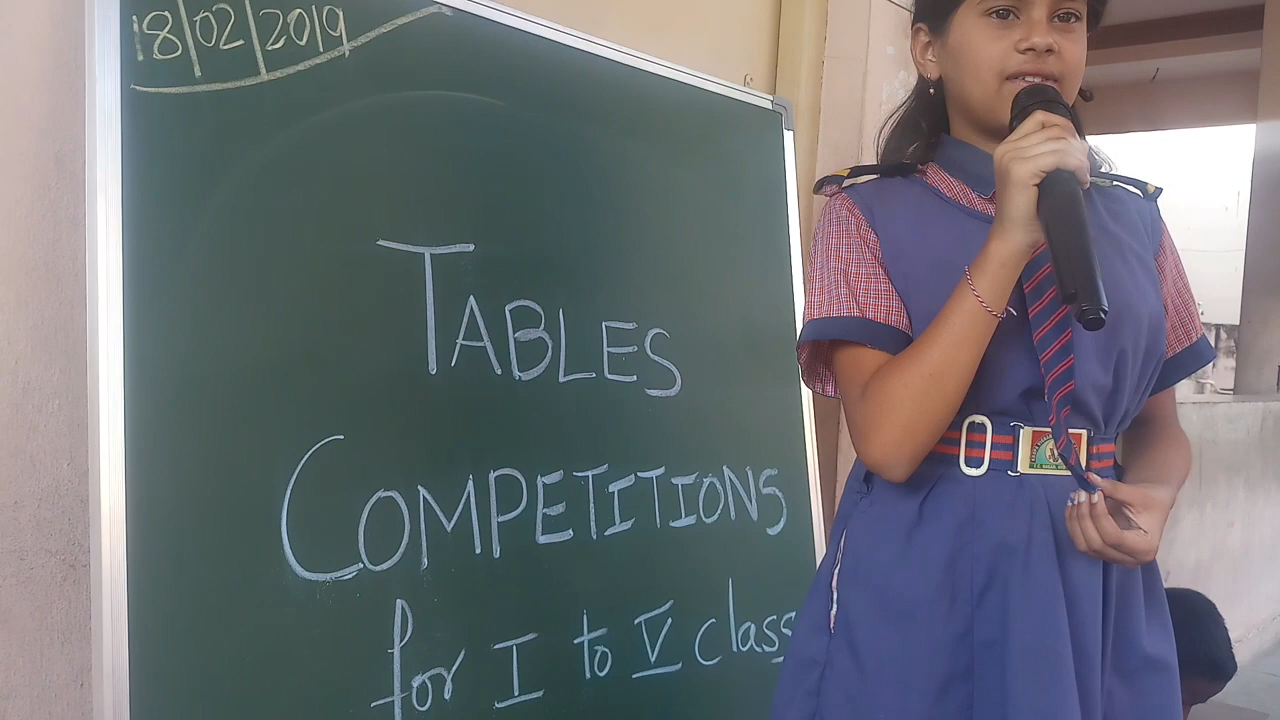 18/02/2019
TABLES
COMPETITIONS
for I to V class